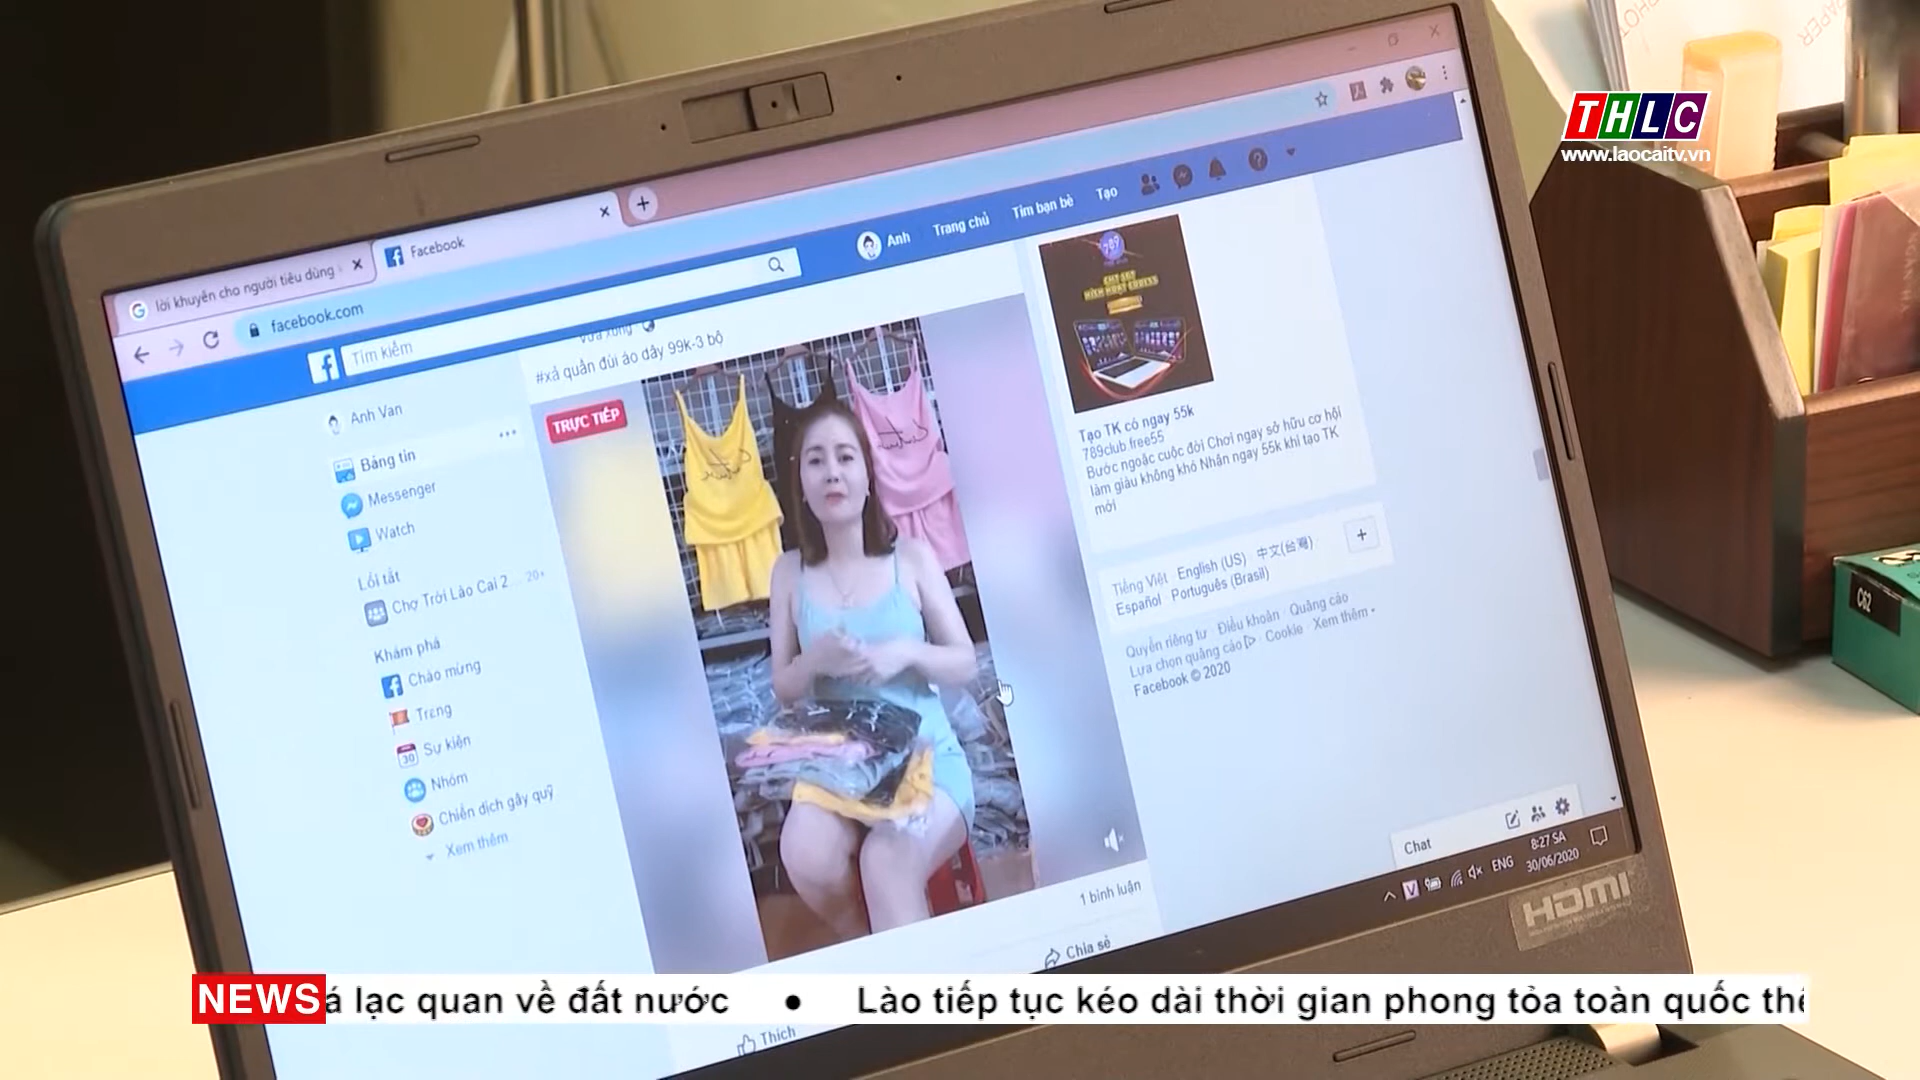 THLC
www.laocaitv.vn
lời khuyên cho người tiêu dùng
Facebook
facebook.com
Tìm kiếm
Anh
Trang chủ
Tìm bạn bè
Tạo
Anh Van
Bảng tin
Messenger
Watch
Lối tắt
Chợ Trời Lào Cai 2... 20+
Khám phá
Chào mừng
Trang
Sự kiện
Nhóm
Chiến dịch gây quỹ
Xem thêm
#xả quần đùi áo dây 99k-3 bộ
TRỰC TIẾP
1 bình luận
Chia sẻ
Thích
789
Tạo TK có ngay 55k
789club.free55
Bước ngoặc cuộc đời Chơi ngay sở hữu cơ hội
làm giàu không khó Nhận ngay 55k khi tạo TK
mới
Tiếng Việt · English (US) · 中文(台灣)
Español · Português (Brasil)
Quyền riêng tư · Điều khoản · Quảng cáo
Lựa chọn quảng cáo · Cookie · Xem thêm
Facebook © 2020
Chat
ENG
8:27 SA
30/06/2020
HDMI
C62
NEWS
á lạc quan về đất nước • Lào tiếp tục kéo dài thời gian phong tỏa toàn quốc thê